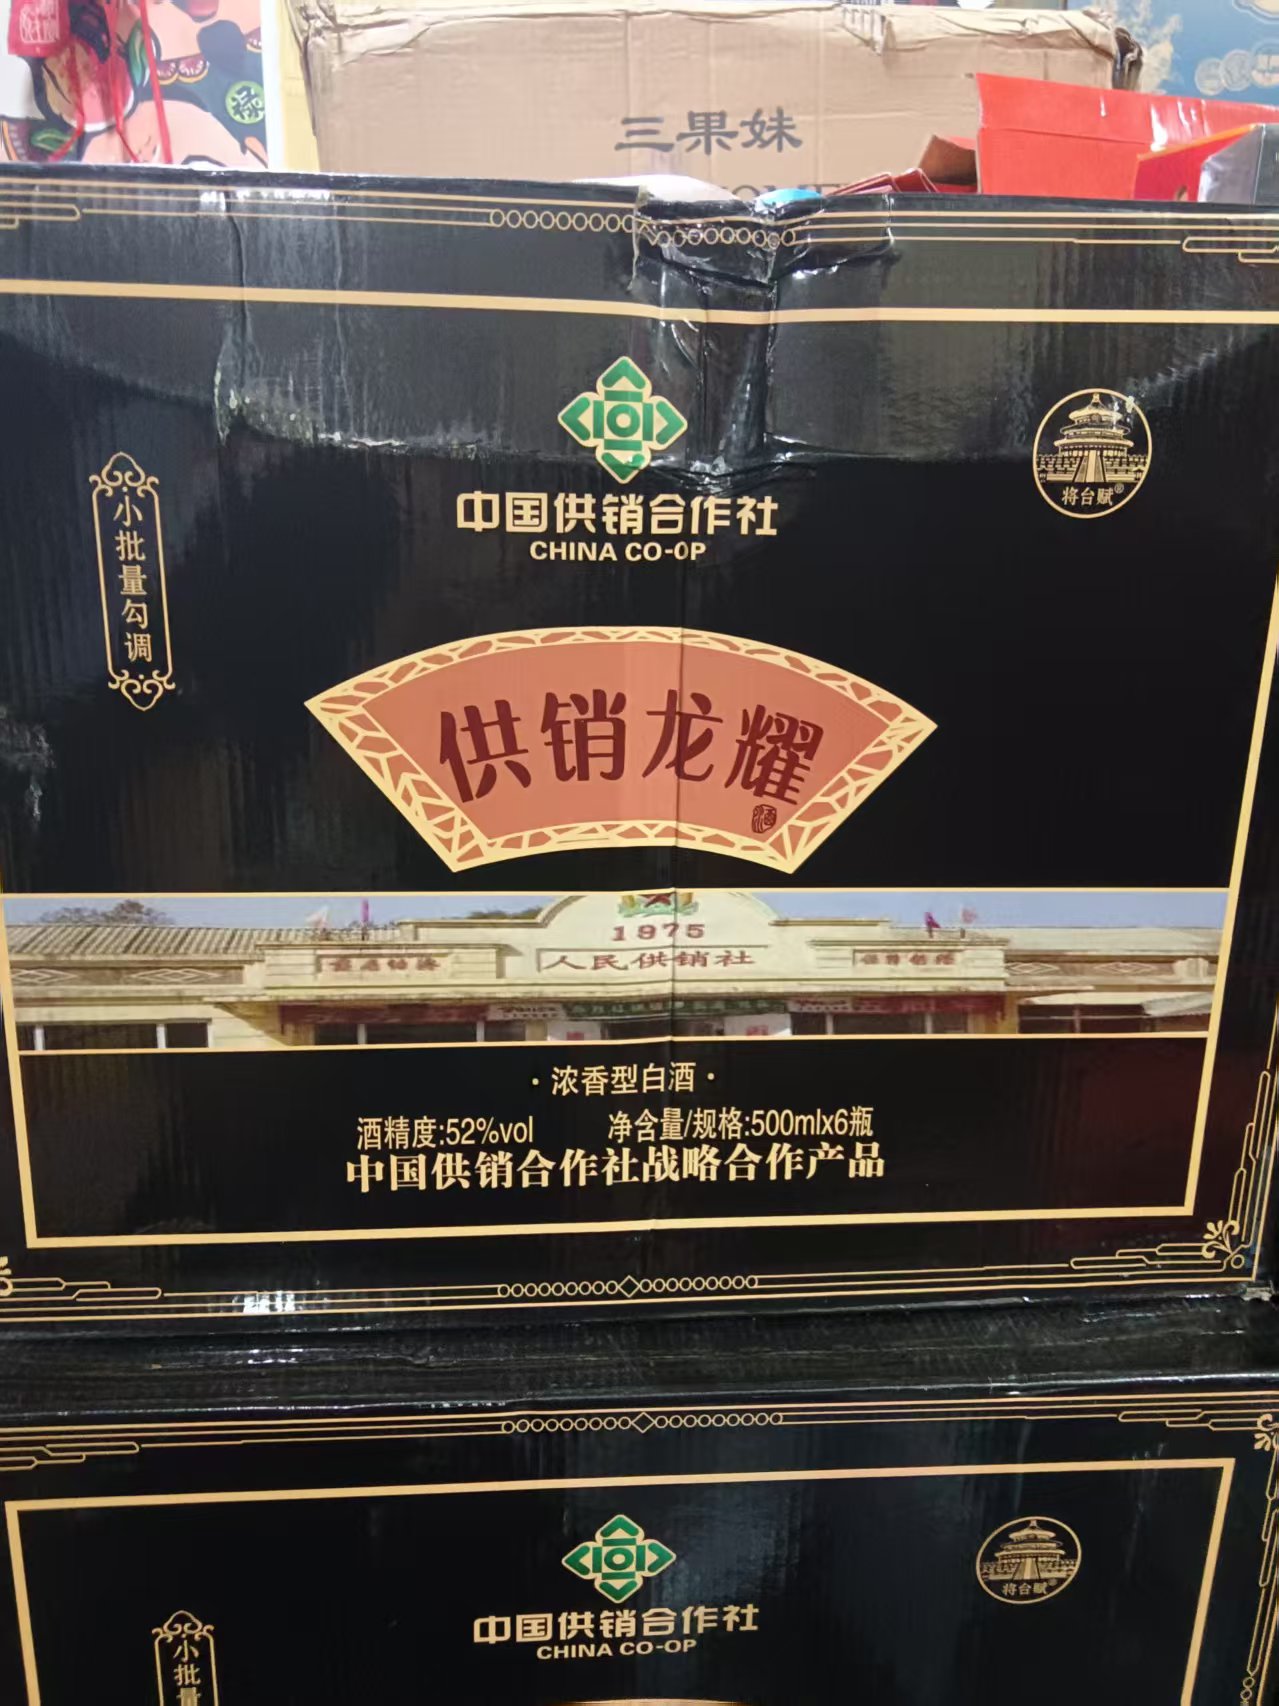 三果妹
中国供销合作社
CHINA CO-OP
将台赋®
小批量勾调
供销龙耀
酒
1975
人民供销社
·浓香型白酒·
酒精度:52%vol 净含量/规格:500mlx6瓶
中国供销合作社战略合作产品
中国供销合作社
CHINA CO-OP
将台赋®
小批量